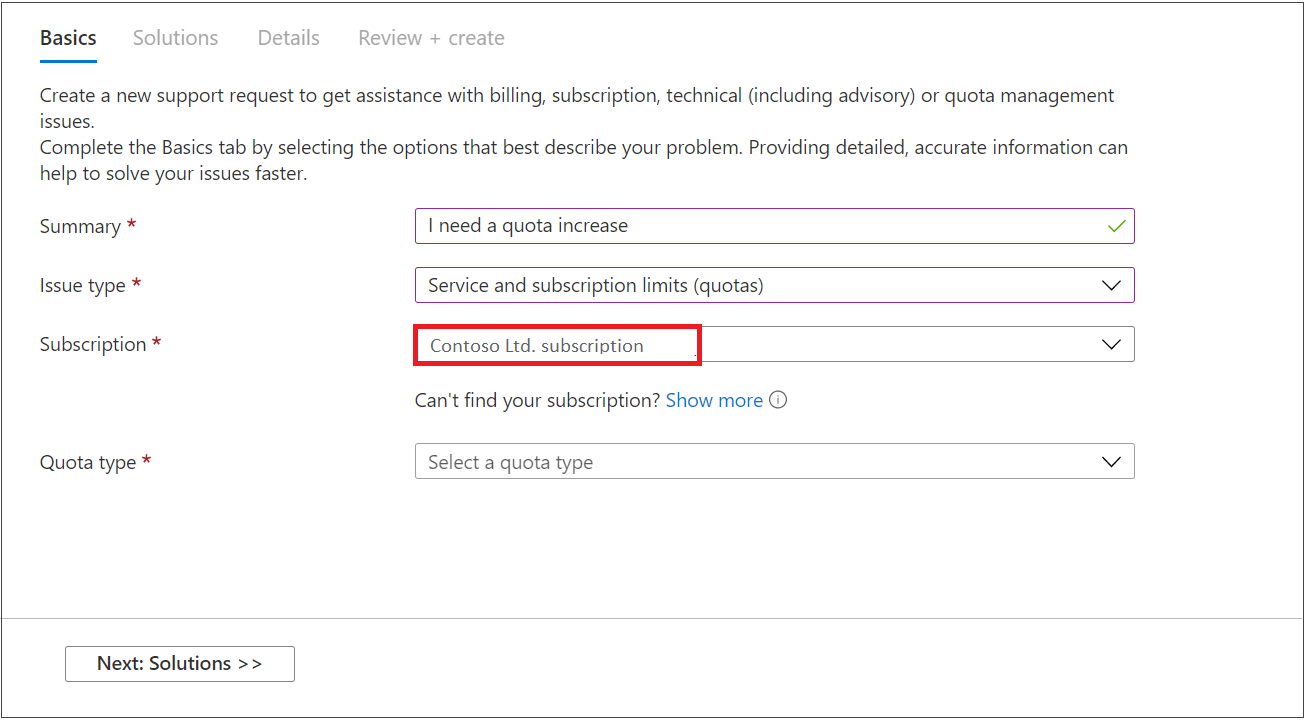 Basics Solutions Details Review + create
Create a new support request to get assistance with billing, subscription, technical (including advisory) or quota management
issues.
Complete the Basics tab by selecting the options that best describe your problem. Providing detailed, accurate information can
help to solve your issues faster.
Summary * I need a quota increase
Issue type * Service and subscription limits (quotas)
Subscription * Contoso Ltd. subscription
Can't find your subscription? Show more
Quota type * Select a quota type
Next: Solutions >>